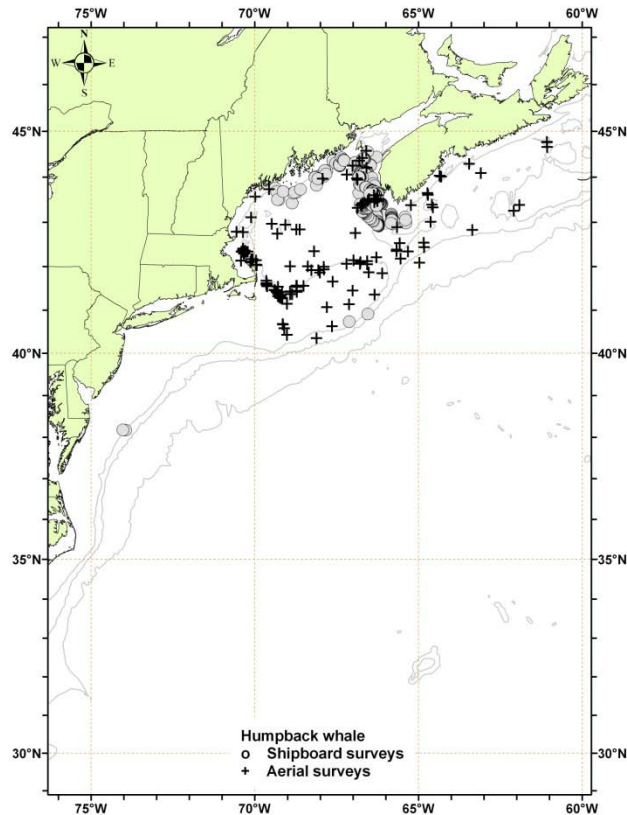 75°W 70°W 65°W 60°W
N
W E
S
45°N 45°N
40°N 40°N
35°N 35°N
30°N 30°N
Humpback whale
Shipboard surveys
Aerial surveys
75°W 70°W 65°W 60°W